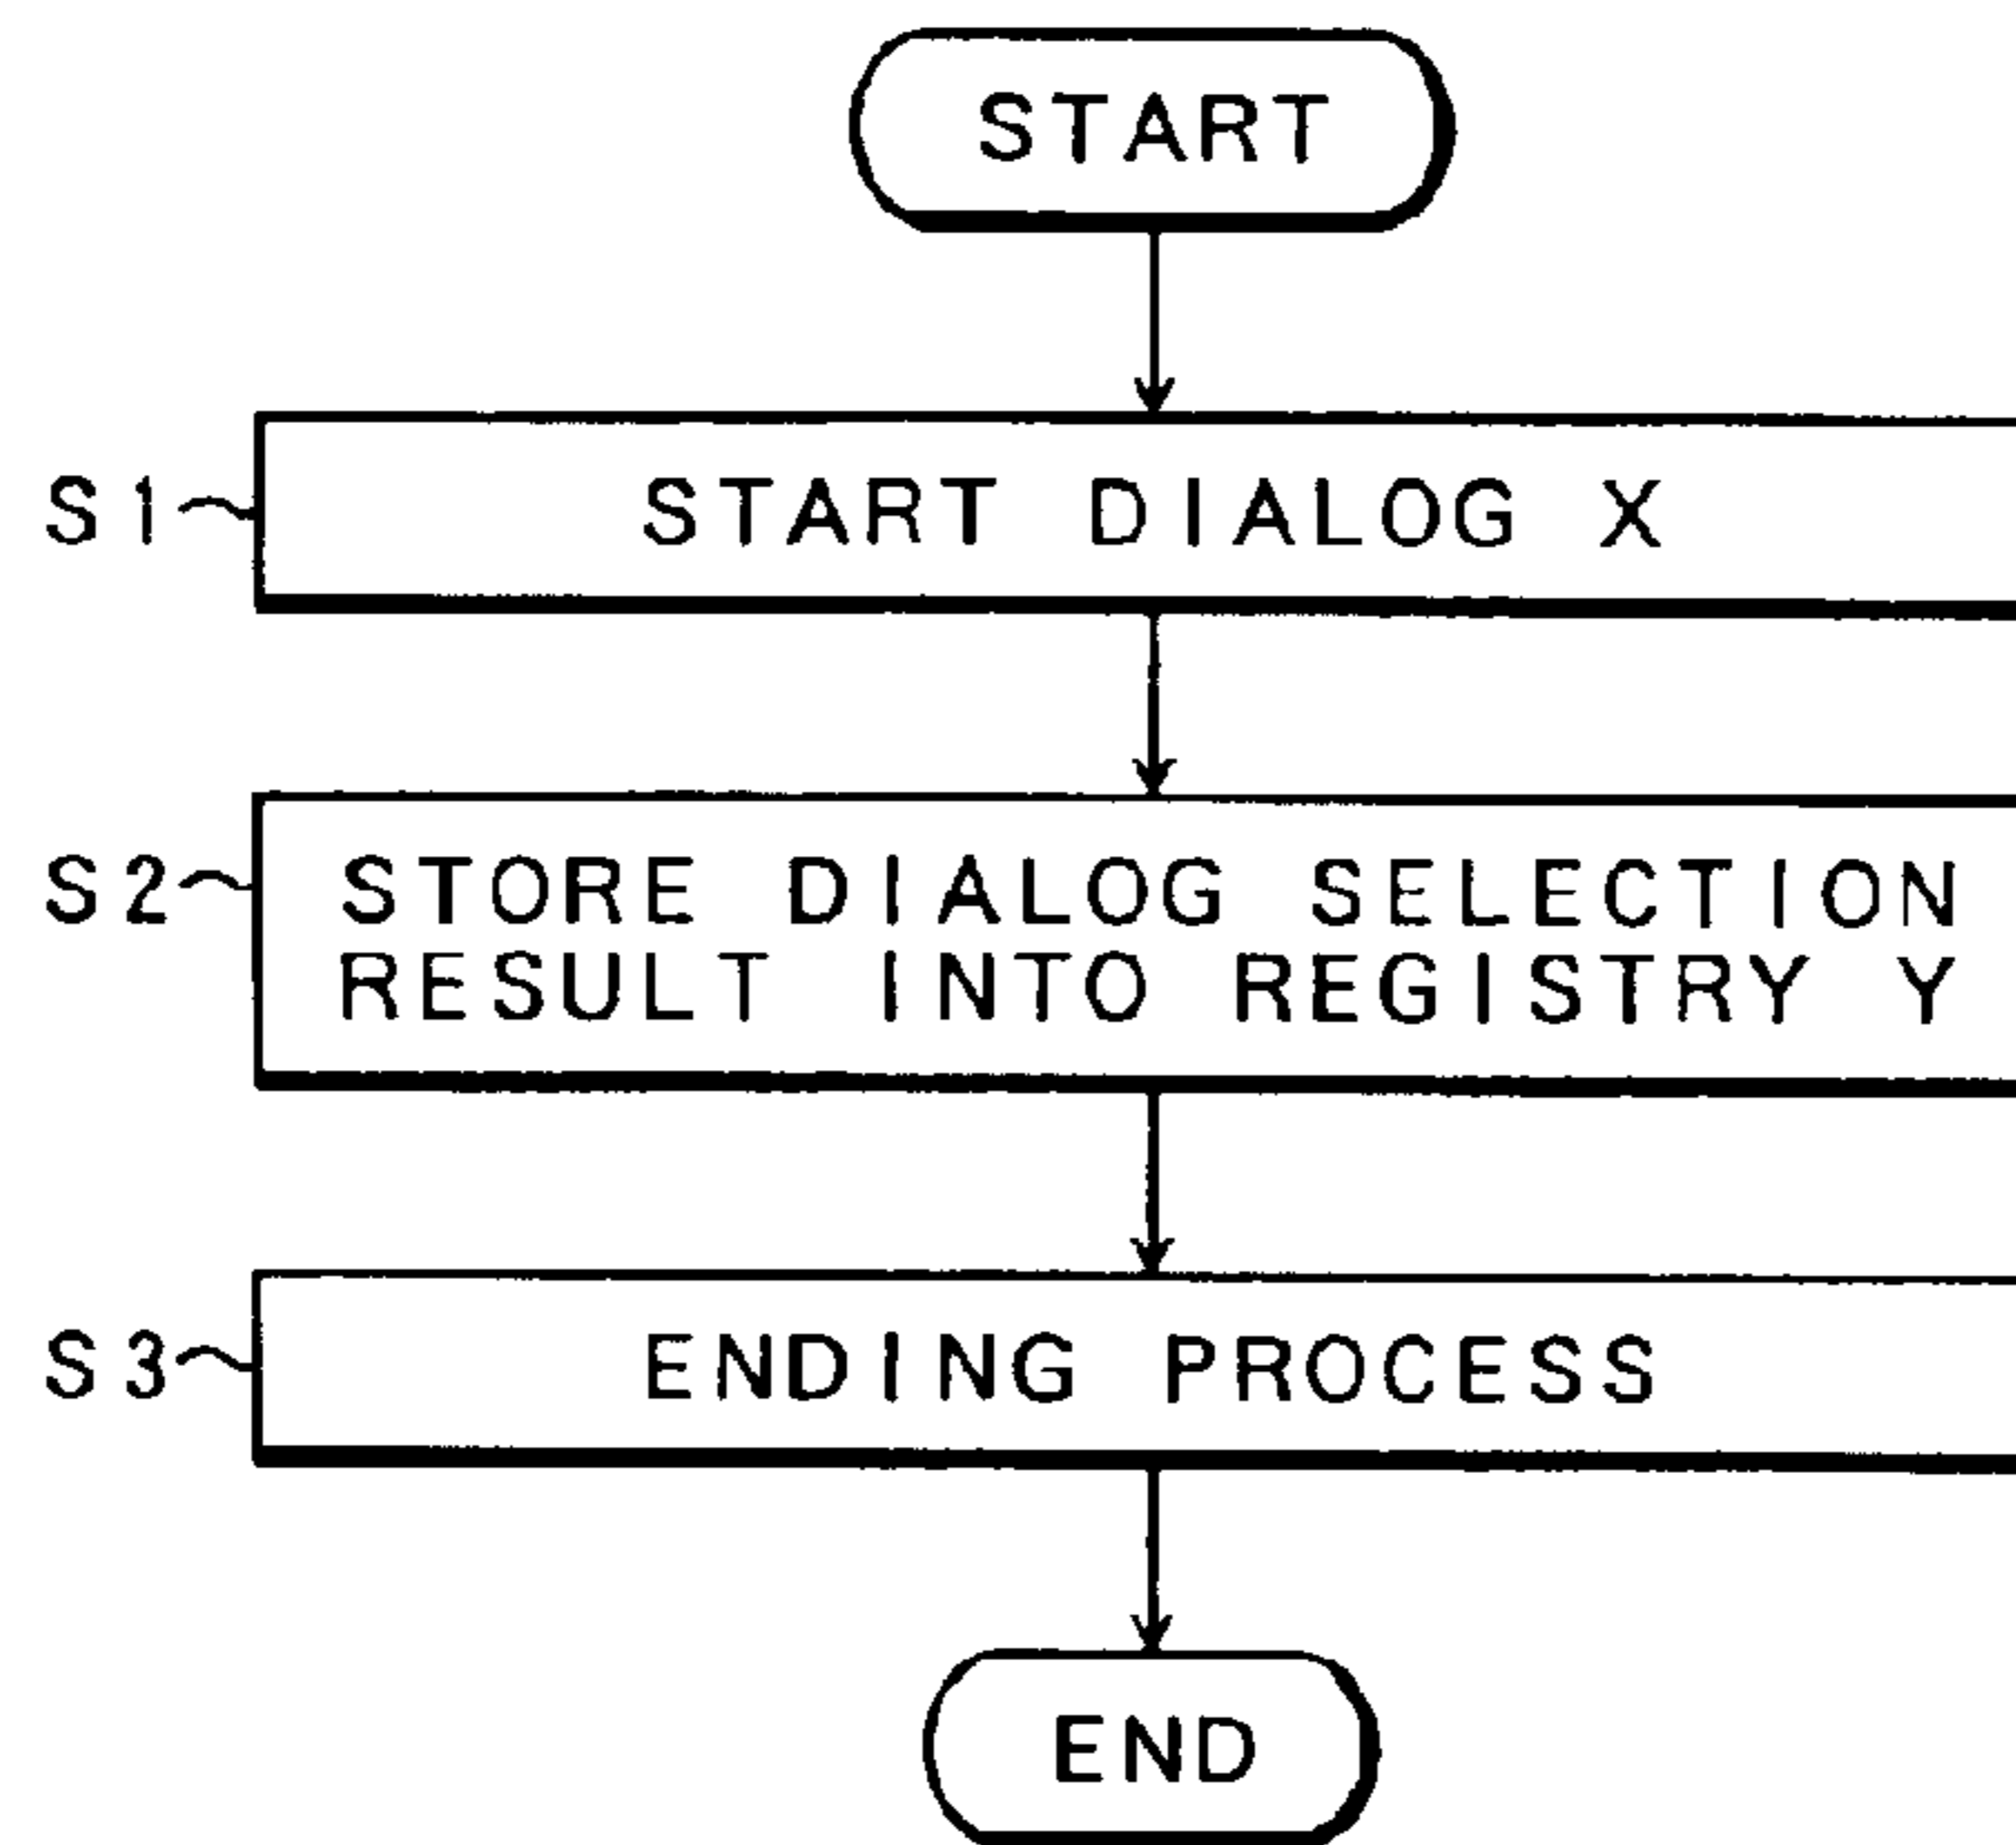 START
S1 START DIALOG X
S2 STORE DIALOG SELECTION
RESULT INTO REGISTRY Y
S3 ENDING PROCESS
END